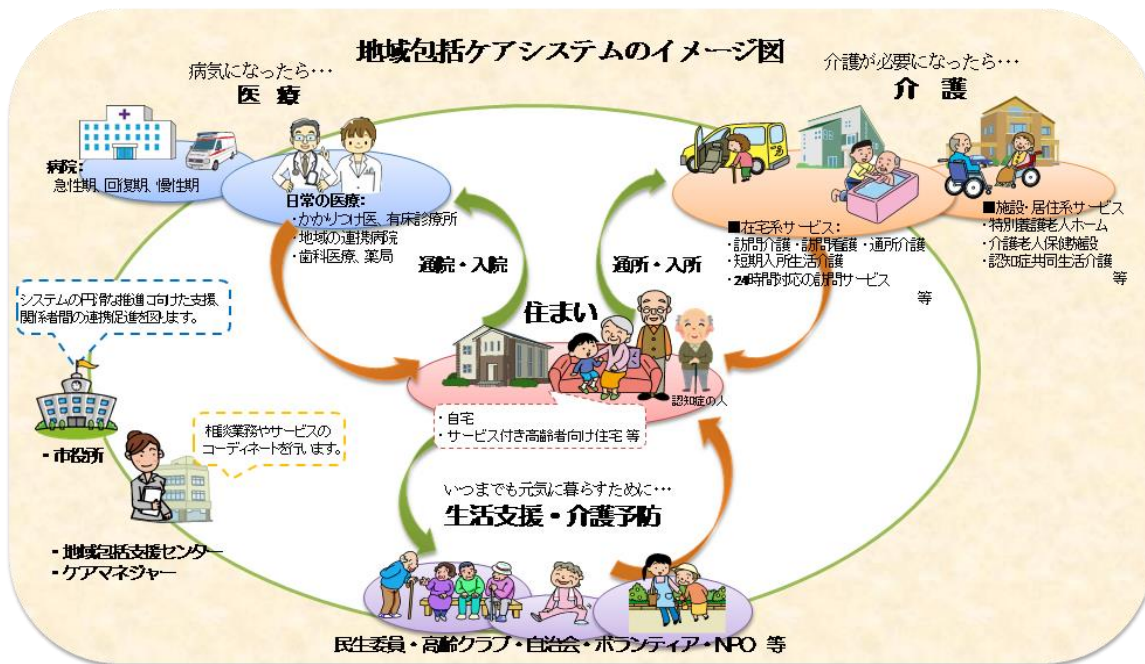 地域包括ケアシステムのイメージ図
病気になったら…
医 療
介護が必要になったら…
介 護
病院:
急性期、回復期、慢性期
日常の医療:
・かかりつけ医、有床診療所
・地域の連携病院
・歯科医療、薬局
■在宅系サービス:
・訪問介護・訪問看護・通所介護
・短期入所生活介護
・24時間対応の訪問サービス
等
■施設・居住系サービス
・特別養護老人ホーム
・介護老人保健施設
・認知症共同生活介護
等
通院・入院
通所・入所
住まい
認知症の人
・自宅
・サービス付き高齢者向け住宅 等
システムの円滑な推進に向けた支援、
関係者間の連携促進を図ります。
・市役所
相談業務やサービスの
コーディネートを行います。
・地域包括支援センター
・ケアマネジャー
いつまでも元気に暮らすために…
生活支援・介護予防
民生委員・高齢クラブ・自治会・ボランティア・NPO 等